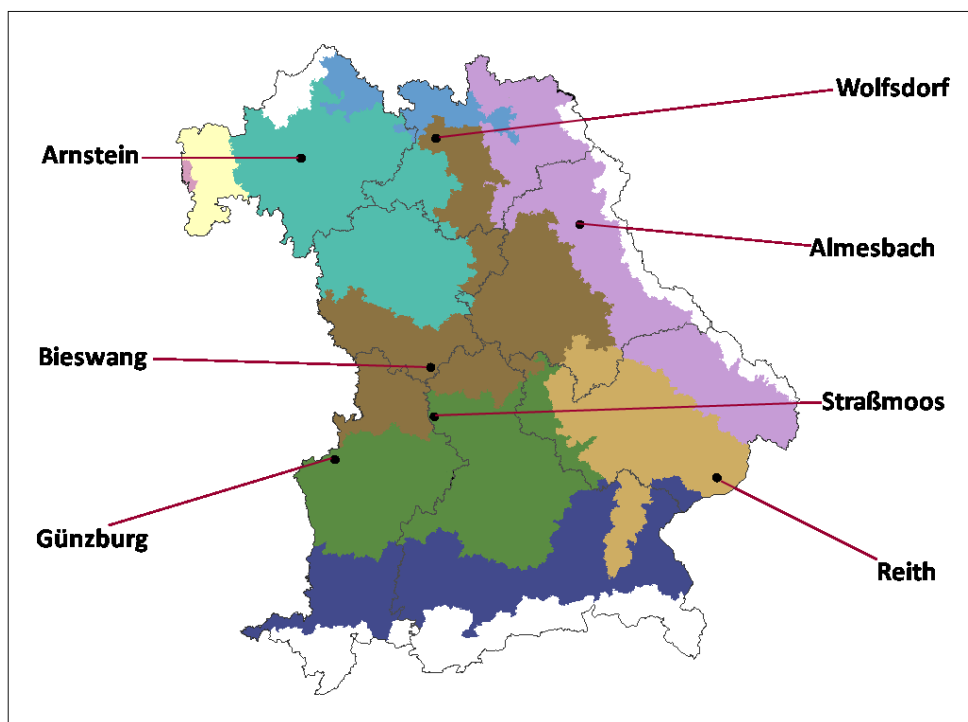 Wolfsdorf
Arnstein
Almesbach
Bieswang
Straßmoos
Günzburg
Reith